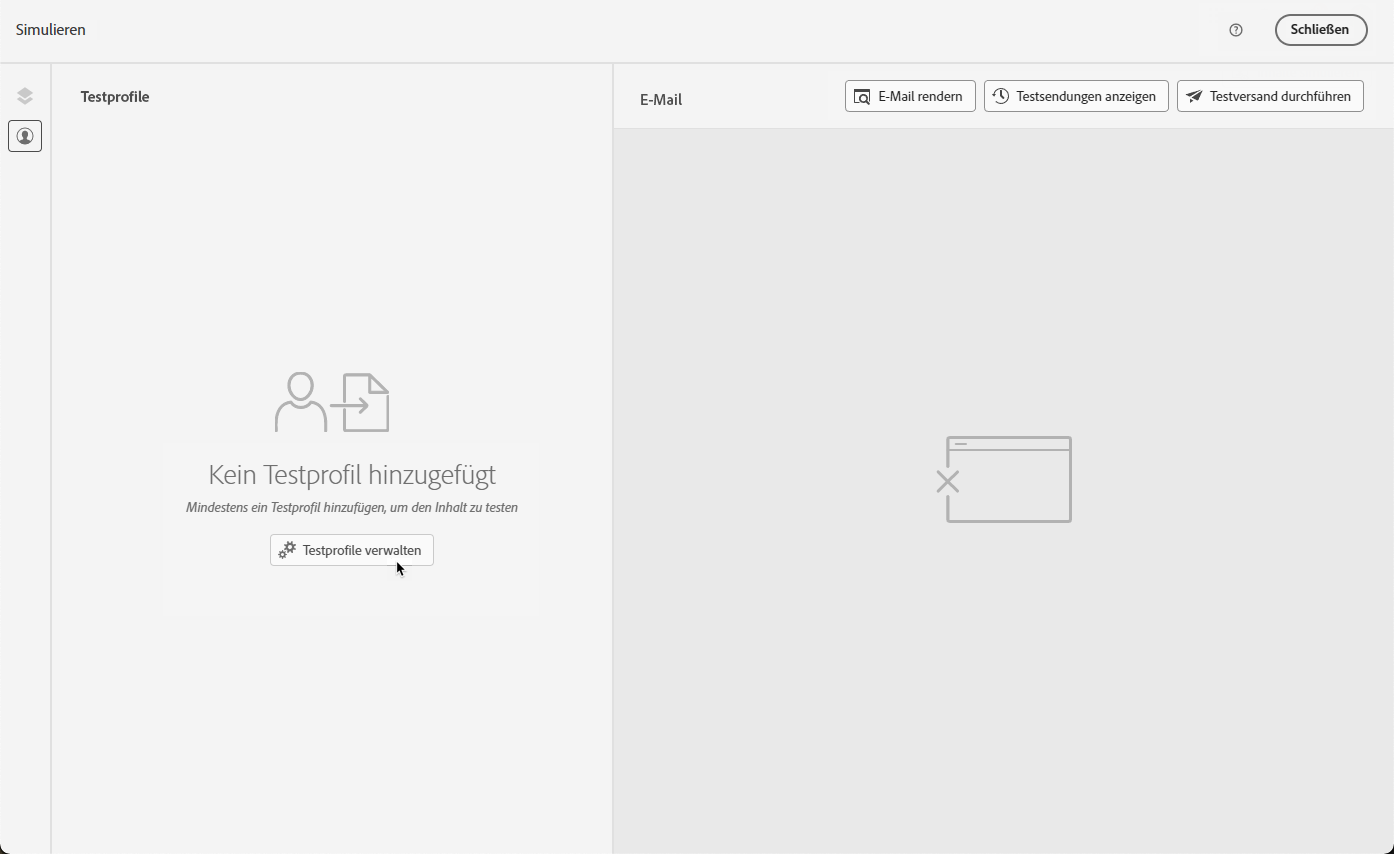 Simulieren
Schließen
Testprofile
E-Mail
E-Mail rendern
Testsendungen anzeigen
Testversand durchführen
Kein Testprofil hinzugefügt
Mindestens ein Testprofil hinzufügen, um den Inhalt zu testen
Testprofile verwalten